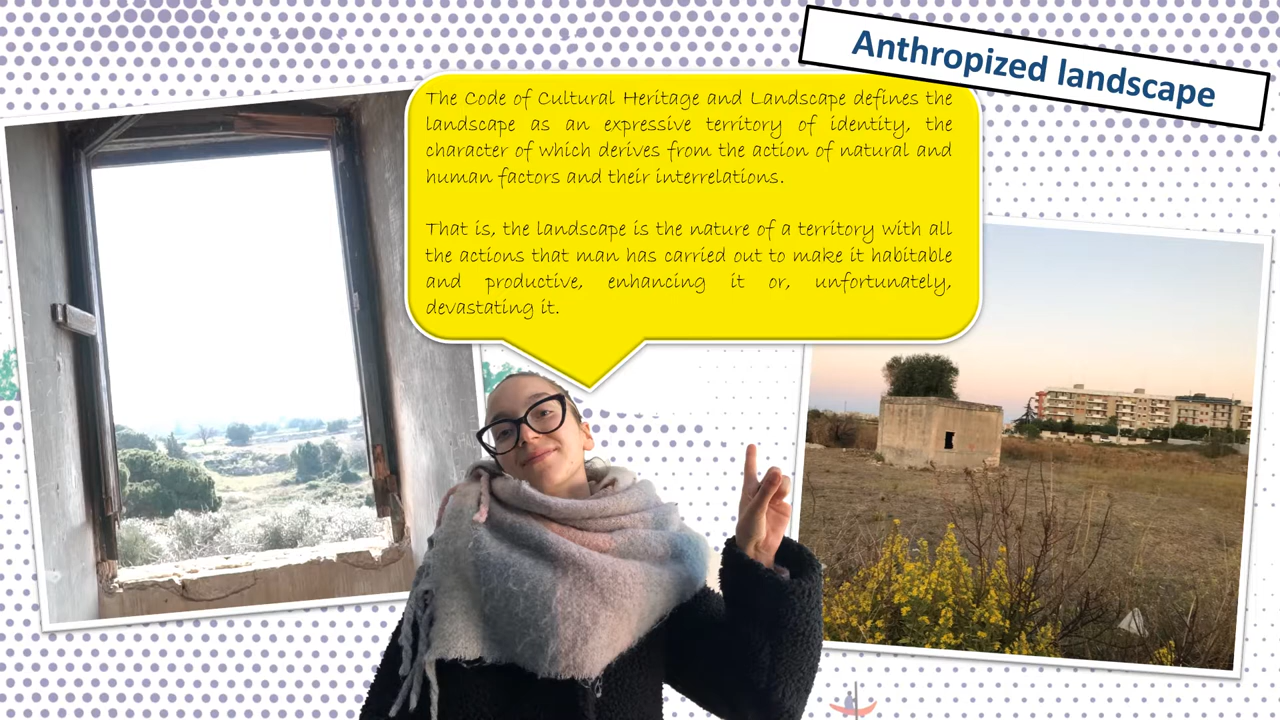 Anthropized landscape
The Code of Cultural Heritage and Landscape defines the
landscape as an expressive territory of identity, the
character of which derives from the action of natural and
human factors and their interrelations.
That is, the landscape is the nature of a territory with all
the actions that man has carried out to make it habitable
and productive, enhancing it or, unfortunately,
devastating it.